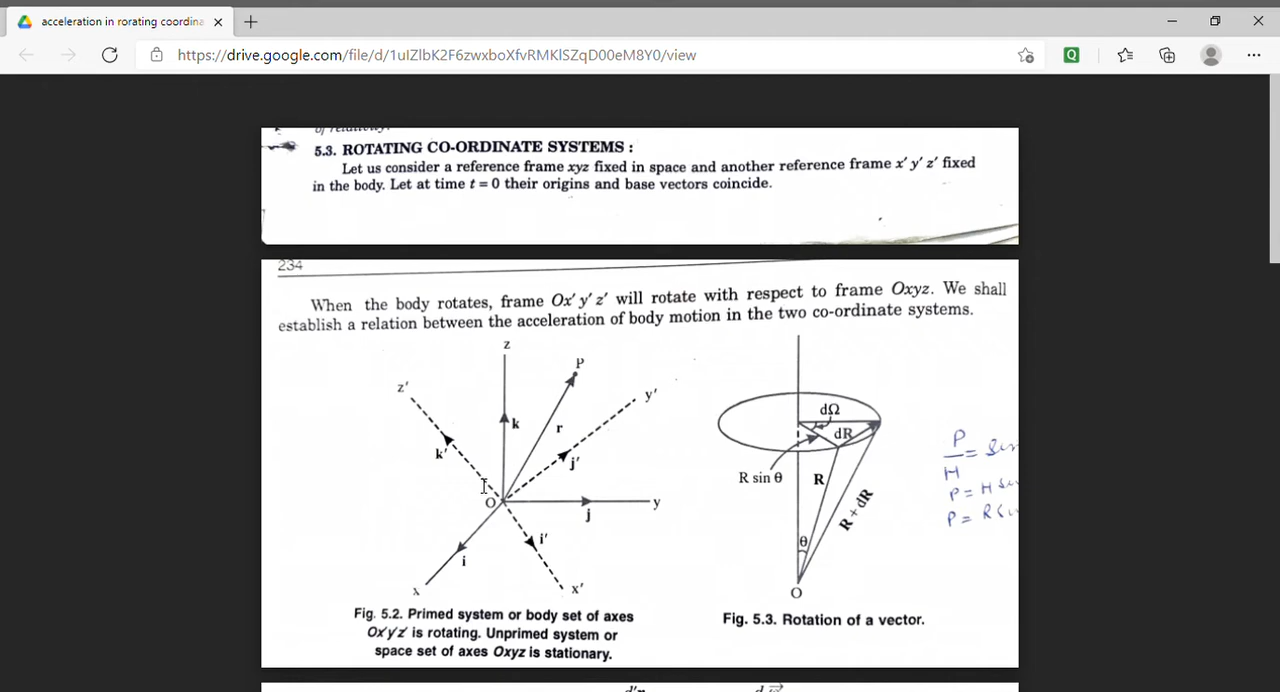 acceleration in rorating coordina
https://drive.google.com/file/d/1uIZlbK2F6zwxboXfvRMKlSZqD00eM8Y0/view
of relativity.
5.3. ROTATING CO-ORDINATE SYSTEMS :
Let us consider a reference frame xyz fixed in space and another reference frame x′ y′ z′ fixed
in the body. Let at time t = 0 their origins and base vectors coincide.
234
When the body rotates, frame Ox′ y′ z′ will rotate with respect to frame Oxyz. We shall
establish a relation between the acceleration of body motion in the two co-ordinate systems.
z
P
z′
y′
k
r
k′
j′
O
y
j
i′
i
x
x′
dΩ
dR
R sin θ
R
R + dR
θ
O
P/H = sin
P = H
P = R
Fig. 5.2. Primed system or body set of axes
Ox′y′z′ is rotating. Unprimed system or
space set of axes Oxyz is stationary.
Fig. 5.3. Rotation of a vector.